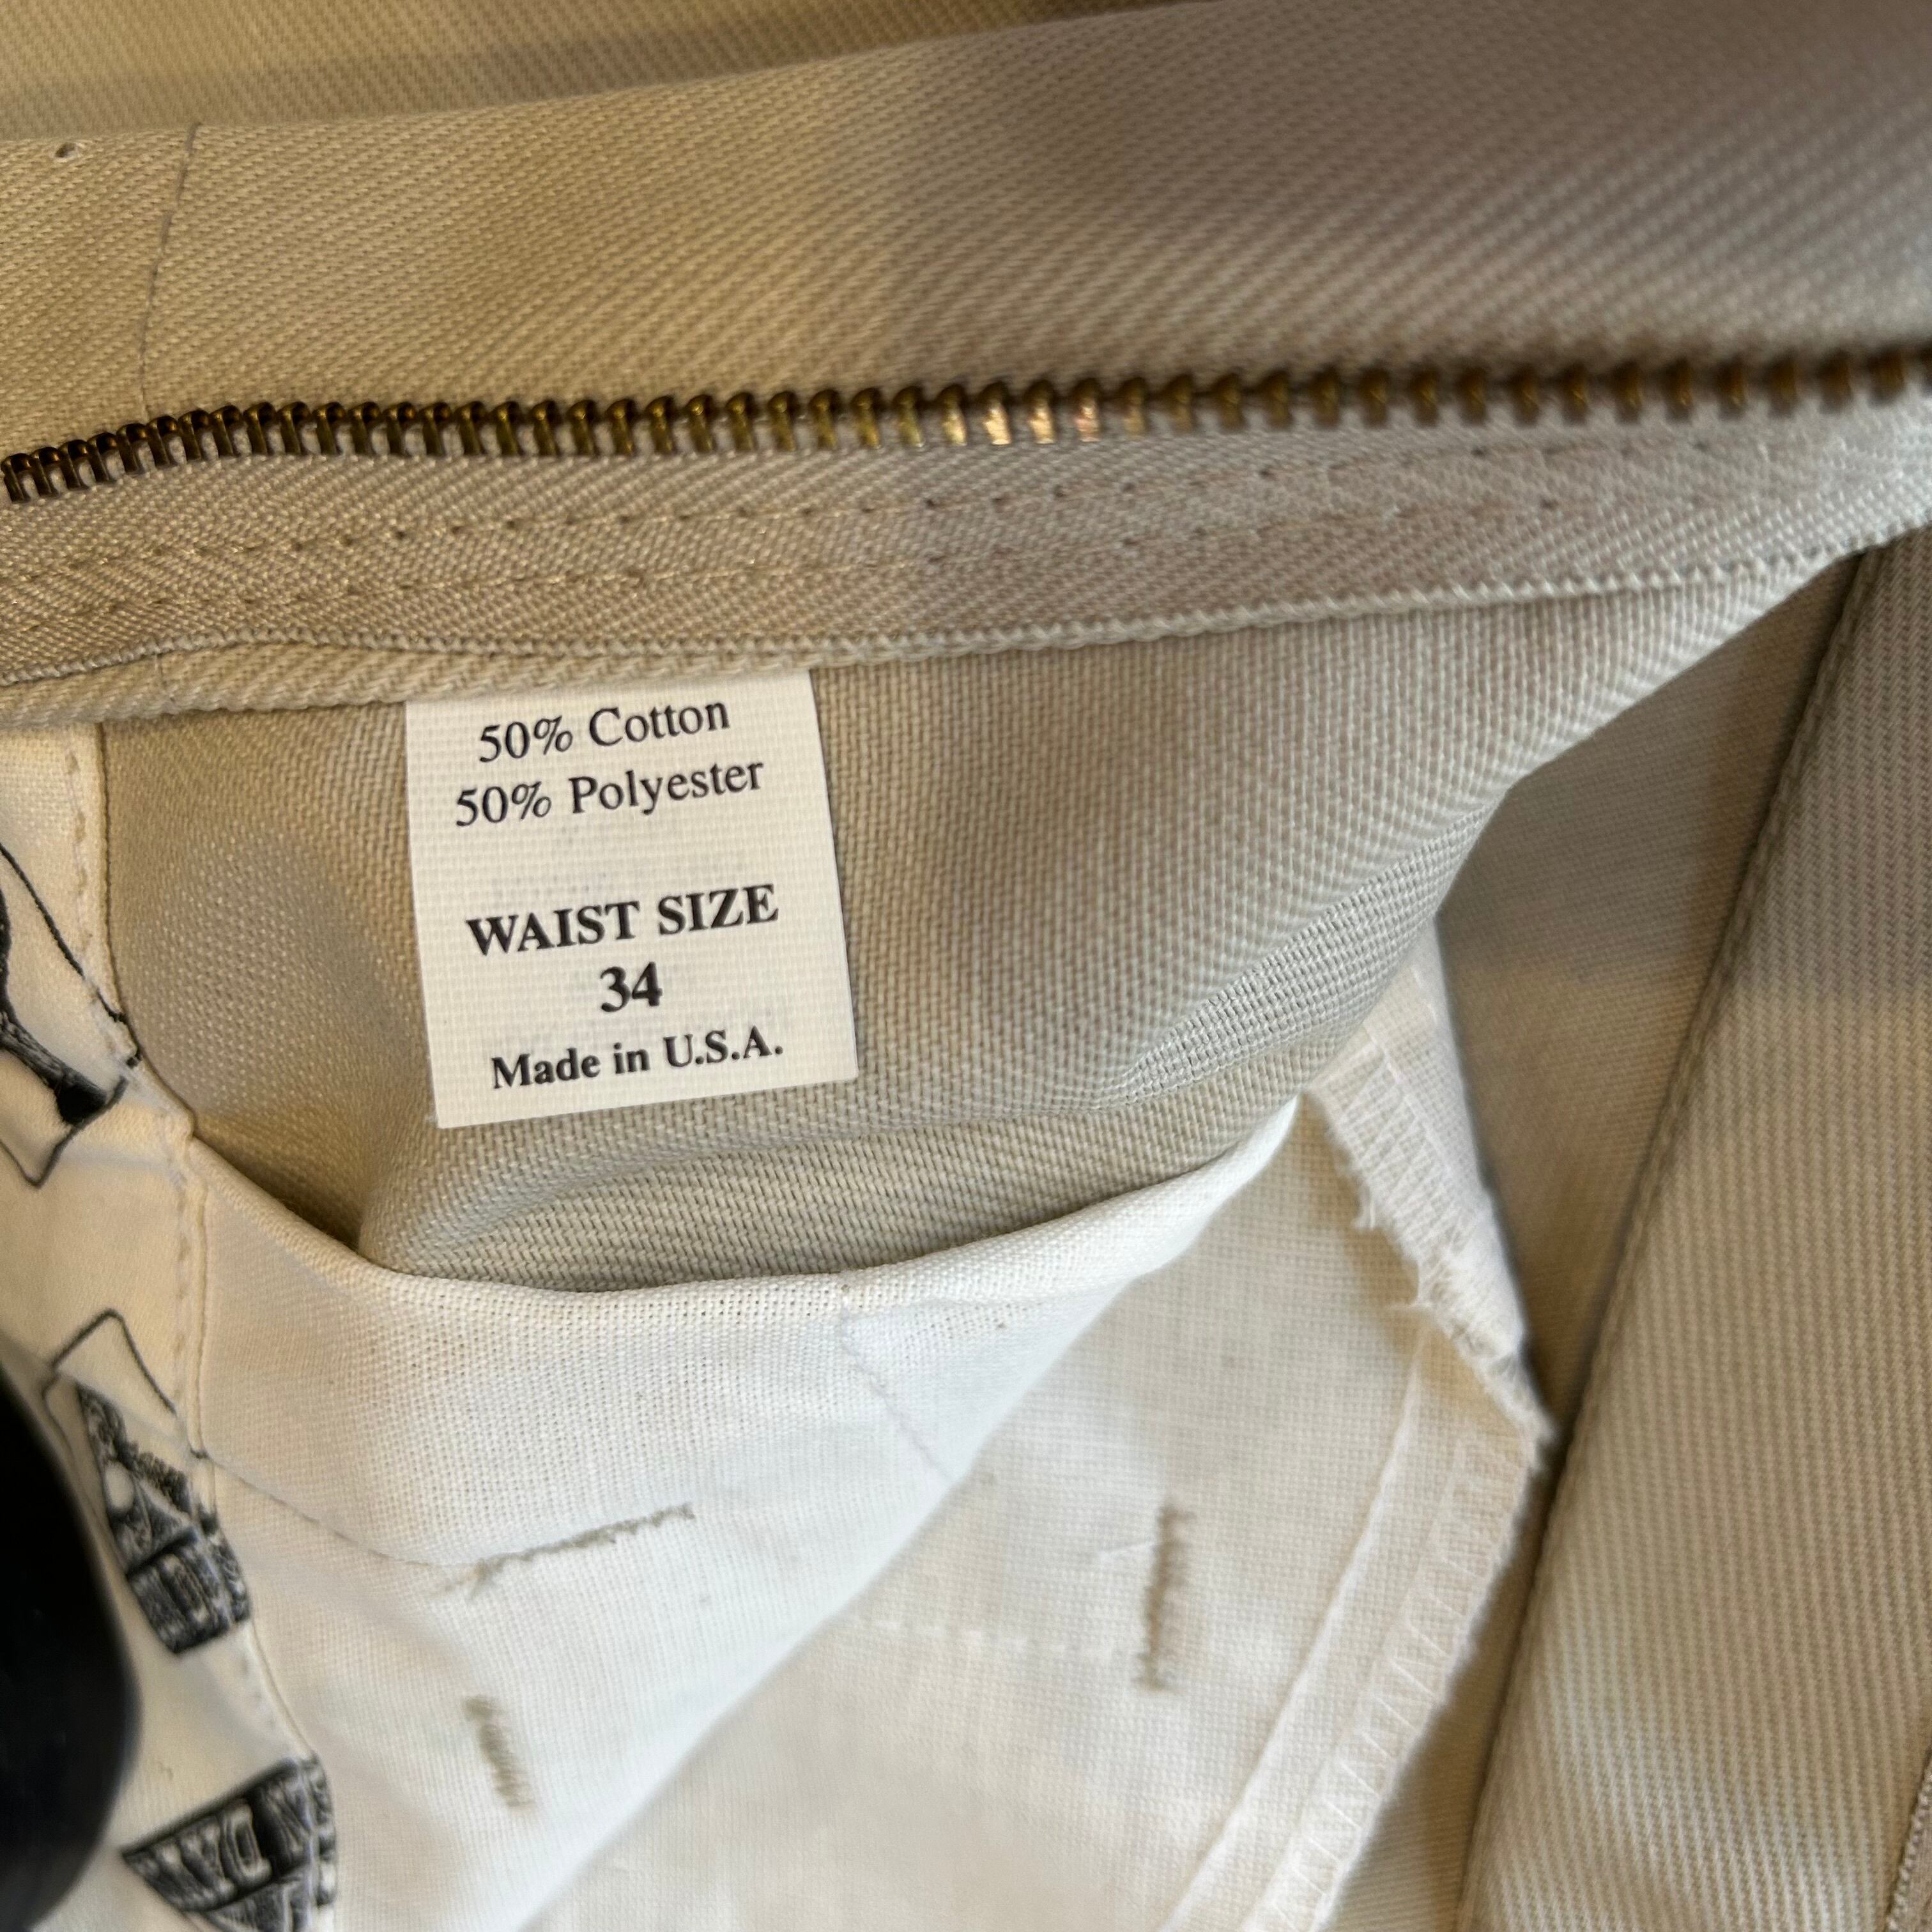 50% Cotton
50% Polyester
WAIST SIZE
34
Made in U.S.A.